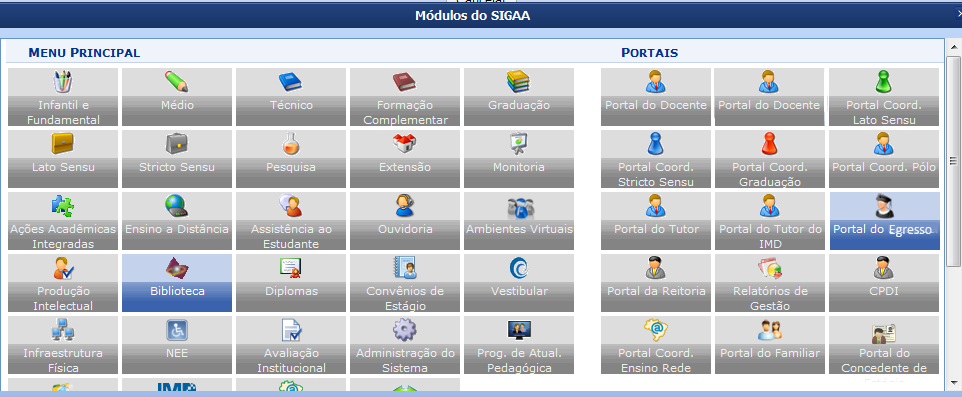 Cancelar
Módulos do SIGAA
MENU PRINCIPAL
PORTAIS
Infantil e
Fundamental
Médio
Técnico
Formação
Complementar
Graduação
Lato Sensu
Stricto Sensu
Pesquisa
Extensão
Monitoria
Ações Acadêmicas
Integradas
Ensino a Distância
Assistência ao
Estudante
Ouvidoria
Ambientes Virtuais
Produção
Intelectual
Biblioteca
Diplomas
Convênios de
Estágio
Vestibular
Infraestrutura
Física
NEE
Avaliação
Institucional
Administração do
Sistema
Prog. de Atual.
Pedagógica
IMD
Portal do Docente
Portal do Docente
Portal Coord.
Lato Sensu
Portal Coord.
Stricto Sensu
Portal Coord.
Graduação
Portal Coord. Pólo
Portal do Tutor
Portal do Tutor do
IMD
Portal do Egresso
Portal da Reitoria
Relatórios de
Gestão
CPDI
Portal Coord.
Ensino Rede
Portal do Familiar
Portal do
Concedente de